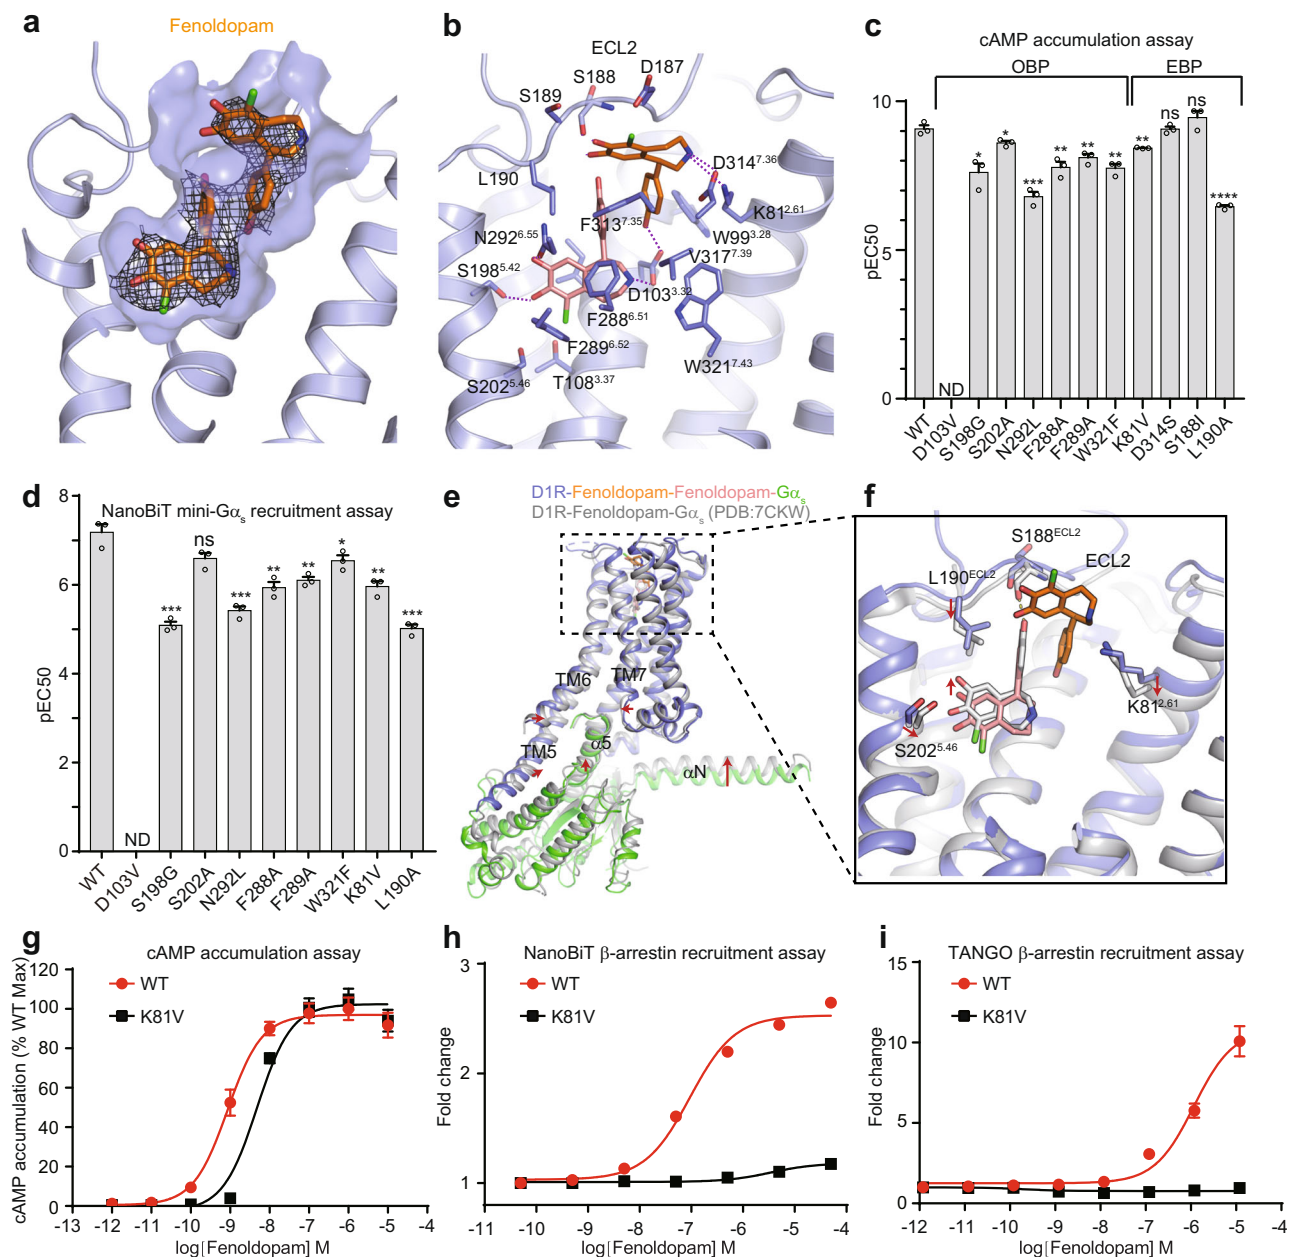 a
Fenoldopam
b
ECL2
D187
S188
S189
L190
D314^7.36
K81^2.61
W99^3.28
F313^7.35
N292^6.55
V317^7.39
S198^5.42
D103^3.32
F288^6.51
F289^6.52
W321^7.43
S202^5.46
T108^3.37
c
cAMP accumulation assay
OBP EBP
pEC50
10
5
0
ND * * *** ** ** ** ** ns ns ****
WT D103V S198G S202A N292L F288A F289A W321F K81V D314S S188I L190A
d
NanoBiT mini-Gα_s recruitment assay
pEC50
8
6
4
2
0
ND *** ns *** ** ** * ** ***
WT D103V S198G S202A N292L F288A F289A W321F K81V L190A
e
D1R-Fenoldopam-Fenoldopam-Gα_s
D1R-Fenoldopam-Gα_s (PDB:7CKW)
TM6
TM7
TM5
α5
αN
f
S188^ECL2
L190^ECL2
ECL2
K81^2.61
S202^5.46
g
cAMP accumulation assay
WT
K81V
cAMP accumulation (% WT Max)
120
100
80
60
40
20
0
-13 -12 -11 -10 -9 -8 -7 -6 -5 -4
log[Fenoldopam] M
h
NanoBiT β-arrestin recruitment assay
WT
K81V
Fold change
3
2
1
-11 -10 -9 -8 -7 -6 -5 -4
log[Fenoldopam] M
i
TANGO β-arrestin recruitment assay
WT
K81V
Fold change
15
10
5
0
-12 -11 -10 -9 -8 -7 -6 -5 -4
log[Fenoldopam] M